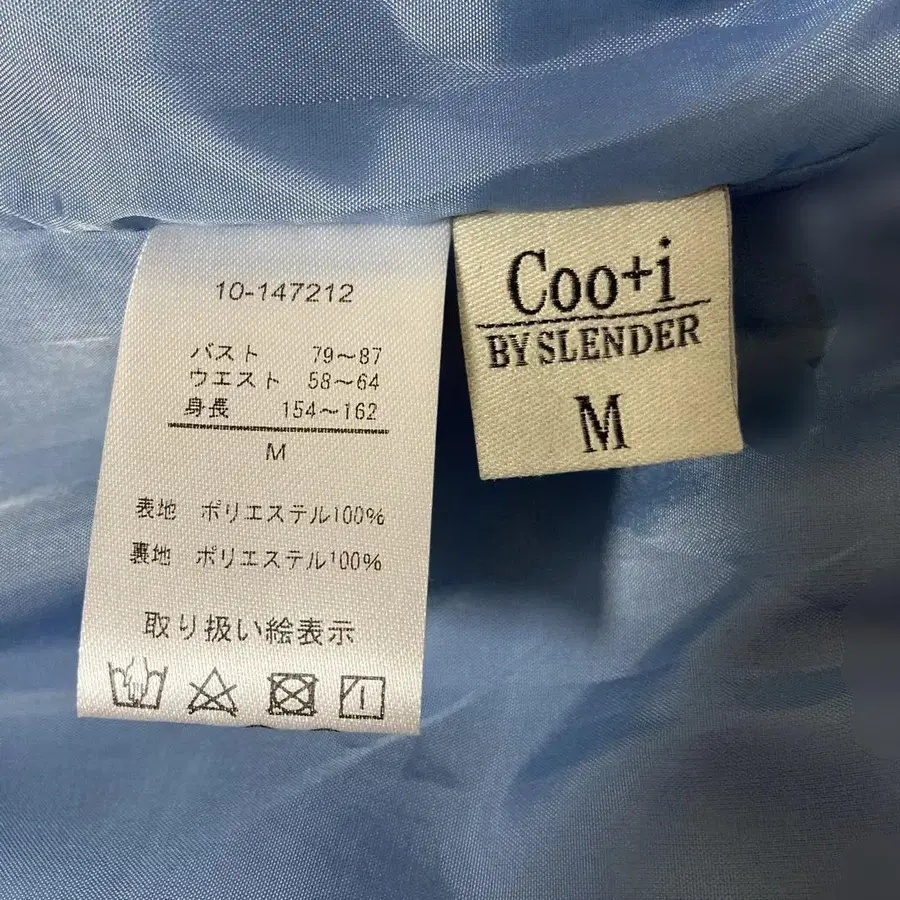 10-147212
バスト 79～87
ウエスト 58～64
身長 154～162
M
表地 ポリエステル100%
裏地 ポリエステル100%
取り扱い絵表示
Coo+i
BY SLENDER
M